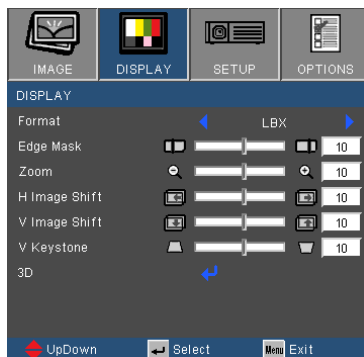 IMAGE DISPLAY SETUP OPTIONS
DISPLAY
Format LBX
Edge Mask 10
Zoom 10
H Image Shift 10
V Image Shift 10
V Keystone 10
3D
UpDown Select Menu Exit